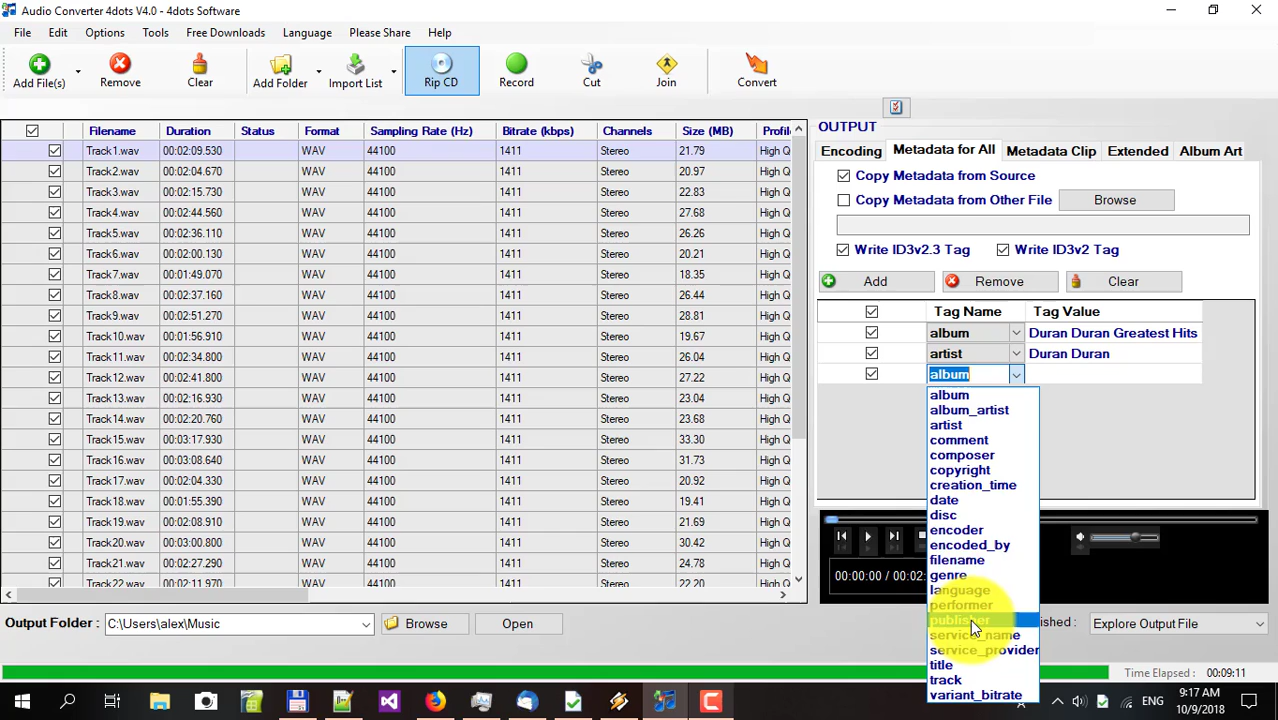 Audio Converter 4dots V4.0 - 4dots Software
File Edit Options Tools Free Downloads Language Please Share Help
Add File(s) Remove Clear Add Folder Import List Rip CD Record Cut Join Convert
Filename Duration Status Format Sampling Rate (Hz) Bitrate (kbps) Channels Size (MB) Profil
Track1.wav 00:02:09.530 WAV 44100 1411 Stereo 21.79 High Q
Track2.wav 00:02:04.670 WAV 44100 1411 Stereo 20.97 High Q
Track3.wav 00:02:15.730 WAV 44100 1411 Stereo 22.83 High Q
Track4.wav 00:02:44.560 WAV 44100 1411 Stereo 27.68 High Q
Track5.wav 00:02:36.110 WAV 44100 1411 Stereo 26.26 High Q
Track6.wav 00:02:00.130 WAV 44100 1411 Stereo 20.21 High Q
Track7.wav 00:01:49.070 WAV 44100 1411 Stereo 18.35 High Q
Track8.wav 00:02:37.160 WAV 44100 1411 Stereo 26.44 High Q
Track9.wav 00:02:51.270 WAV 44100 1411 Stereo 28.81 High Q
Track10.wav 00:01:56.910 WAV 44100 1411 Stereo 19.67 High Q
Track11.wav 00:02:34.800 WAV 44100 1411 Stereo 26.04 High Q
Track12.wav 00:02:41.800 WAV 44100 1411 Stereo 27.22 High Q
Track13.wav 00:02:16.930 WAV 44100 1411 Stereo 23.04 High Q
Track14.wav 00:02:20.760 WAV 44100 1411 Stereo 23.68 High Q
Track15.wav 00:03:17.930 WAV 44100 1411 Stereo 33.30 High Q
Track16.wav 00:03:08.640 WAV 44100 1411 Stereo 31.73 High Q
Track17.wav 00:02:04.330 WAV 44100 1411 Stereo 20.92 High Q
Track18.wav 00:01:55.390 WAV 44100 1411 Stereo 19.41 High Q
Track19.wav 00:02:08.910 WAV 44100 1411 Stereo 21.69 High Q
Track20.wav 00:03:00.800 WAV 44100 1411 Stereo 30.42 High Q
Track21.wav 00:02:27.290 WAV 44100 1411 Stereo 24.78 High Q
Track22.wav 00:02:11.970 WAV 44100 1411 Stereo 22.20 High Q
OUTPUT
Encoding Metadata for All Metadata Clip Extended Album Art
Copy Metadata from Source
Copy Metadata from Other File Browse
Write ID3v2.3 Tag Write ID3v2 Tag
Add Remove Clear
Tag Name Tag Value
album Duran Duran Greatest Hits
artist Duran Duran
album
album
album_artist
artist
comment
composer
copyright
creation_time
date
disc
encoder
encoded_by
filename
genre
language
performer
publisher
service_name
service_provider
title
track
variant_bitrate
00:00:00 / 00:02:
Output Folder : C:\Users\alex\Music Browse Open
ished : Explore Output File
Time Elapsed : 00:09:11
ENG 9:17 AM
10/9/2018